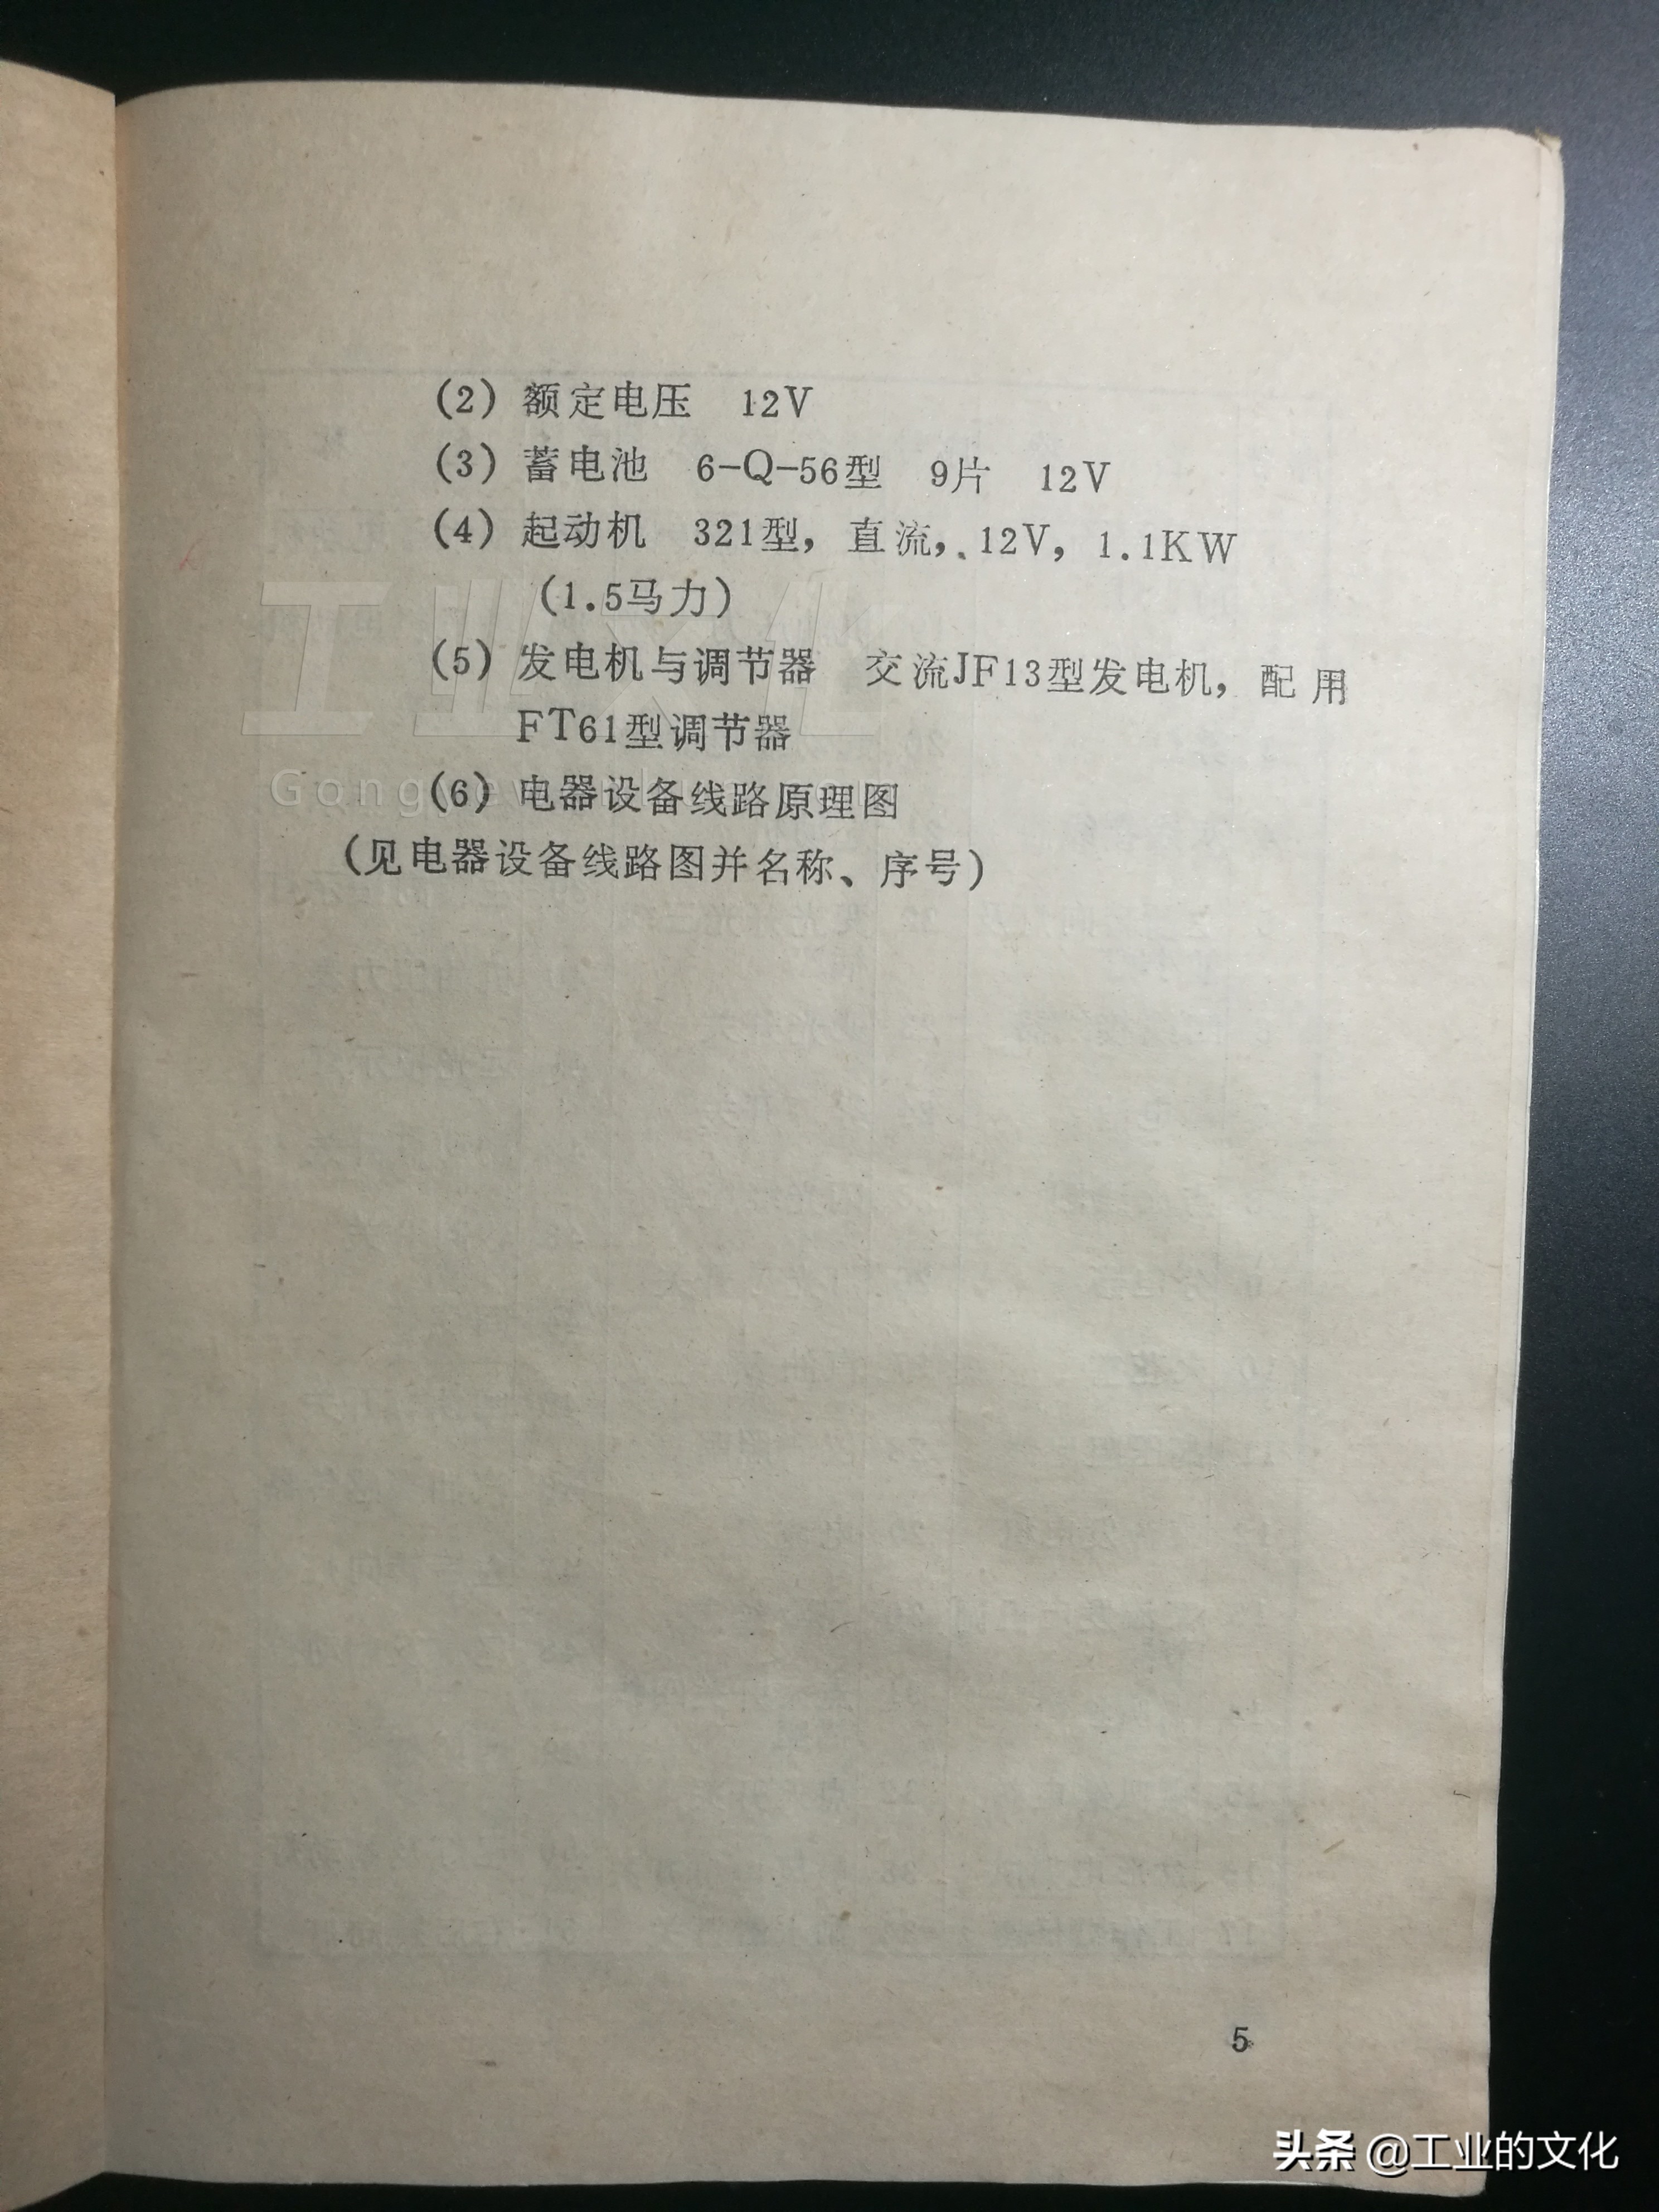 (2) 额定电压 12V
(3) 蓄电池 6-Q-56型 9片 12V
(4) 起动机 321型，直流，、12V，1.1KW
(1.5马力)
(5) 发电机与调节器 交流JF13型发电机，配用
FT61型调节器
(6) 电器设备线路原理图
(见电器设备线路图并名称、序号)
工业文化
5
头条 @工业的文化